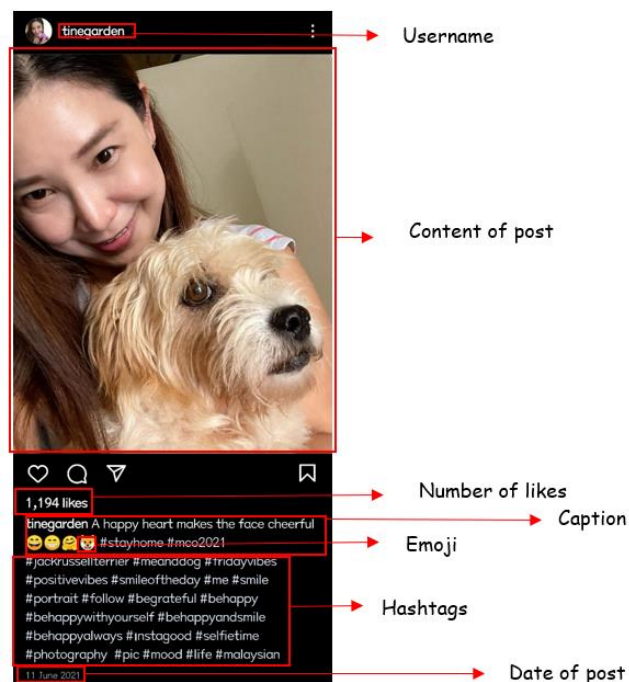 tinegarden
Username
Content of post
1,194 likes
Number of likes
tinegarden A happy heart makes the face cheerful
Caption
😄😁🤗🐶 #stayhome #mco2021
Emoji
#jackrussellterrier #meanddog #fridayvibes
#positivevibes #smileoftheday #me #smile
#portrait #follow #begrateful #behappy
Hashtags
#behappywithyourself #behappyandsmile
#behappyalways #instagood #selfietime
#photography #pic #mood #life #malaysian
11 June 2021
Date of post